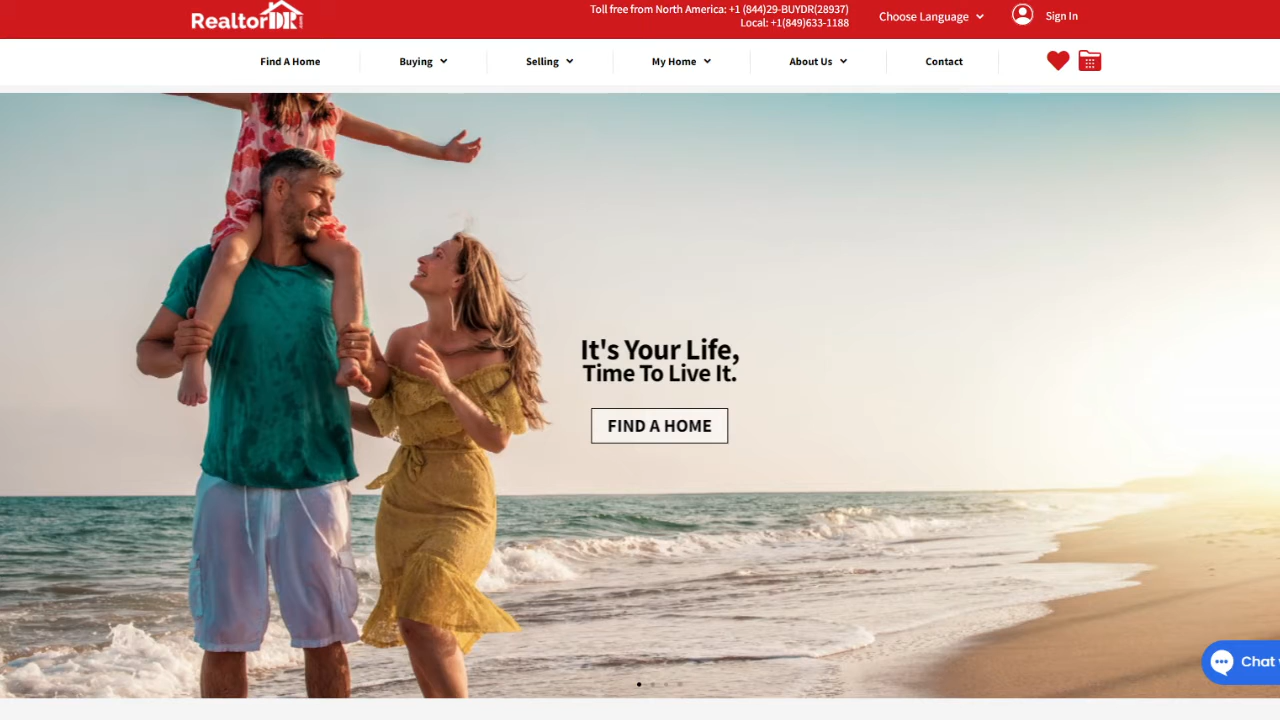 RealtorDR.com
Toll free from North America: +1 (844)29-BUYDR(28937)
Local: +1(849)633-1188
Choose Language
Sign In
Find A Home
Buying
Selling
My Home
About Us
Contact
It's Your Life,
Time To Live It.
FIND A HOME
Chat